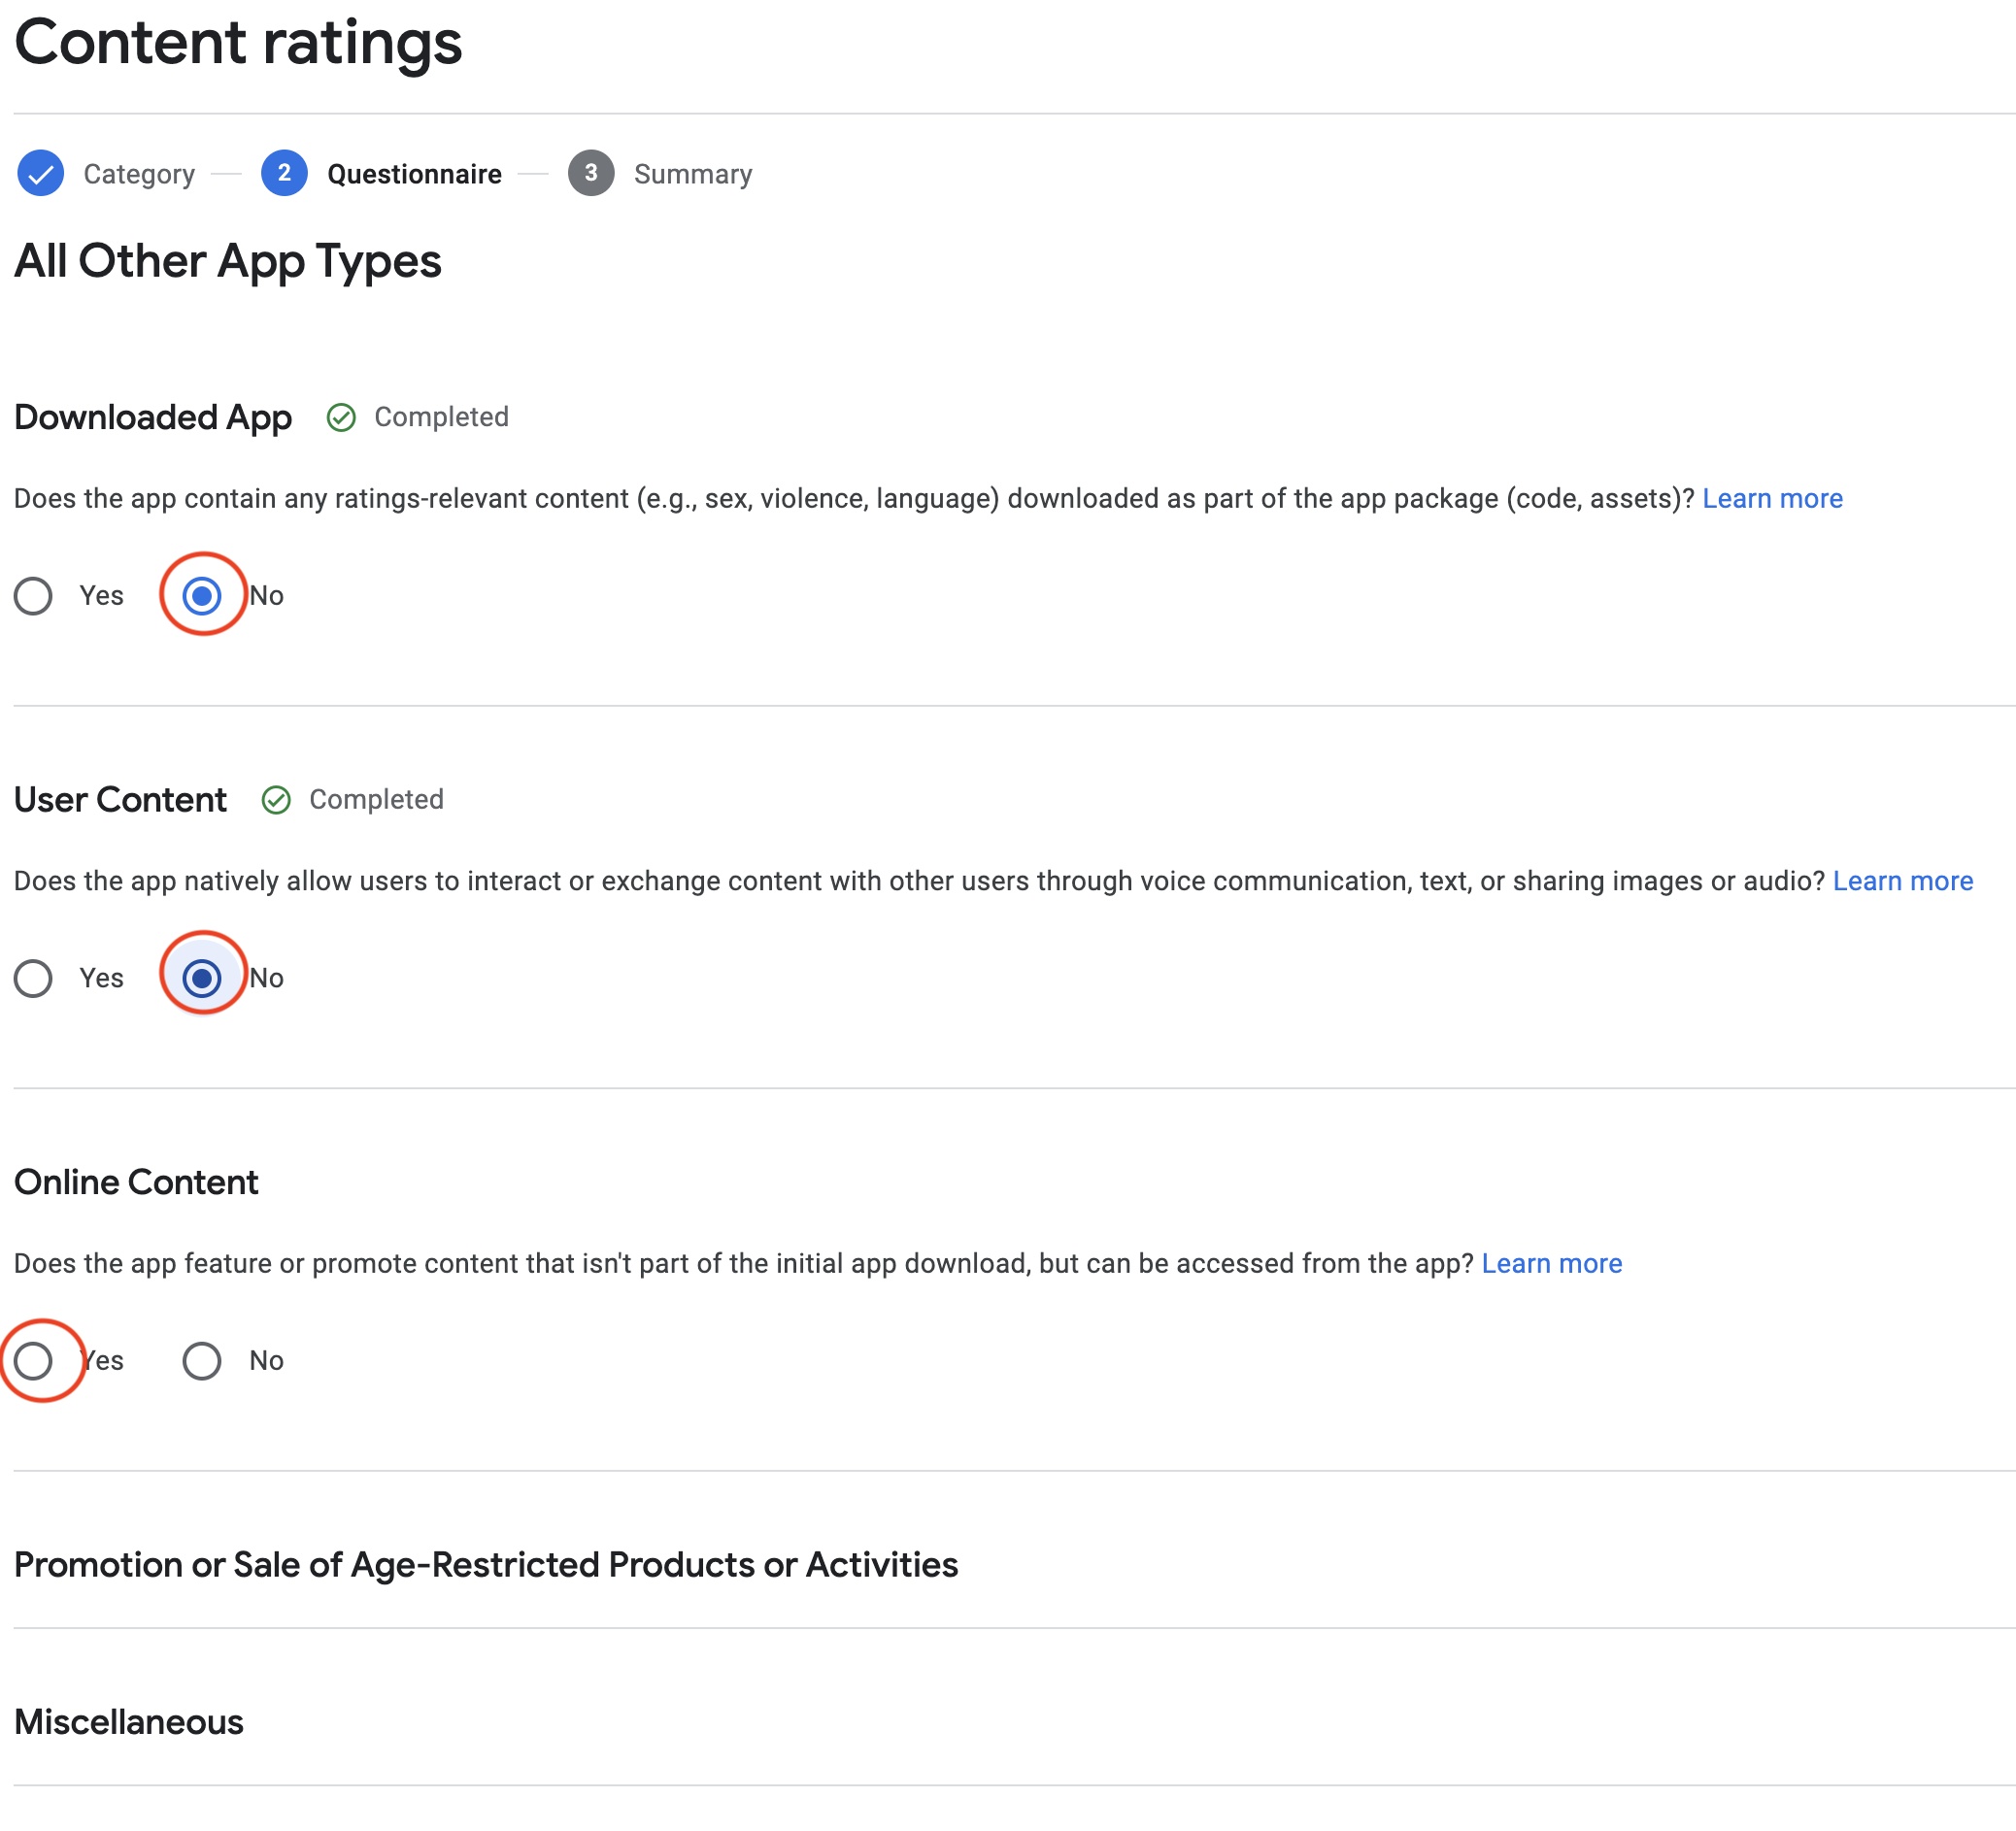 Content ratings
Category 2 Questionnaire 3 Summary
All Other App Types
Downloaded App Completed
Does the app contain any ratings-relevant content (e.g., sex, violence, language) downloaded as part of the app package (code, assets)? Learn more
Yes No
User Content Completed
Does the app natively allow users to interact or exchange content with other users through voice communication, text, or sharing images or audio? Learn more
Yes No
Online Content
Does the app feature or promote content that isn't part of the initial app download, but can be accessed from the app? Learn more
Yes No
Promotion or Sale of Age-Restricted Products or Activities
Miscellaneous